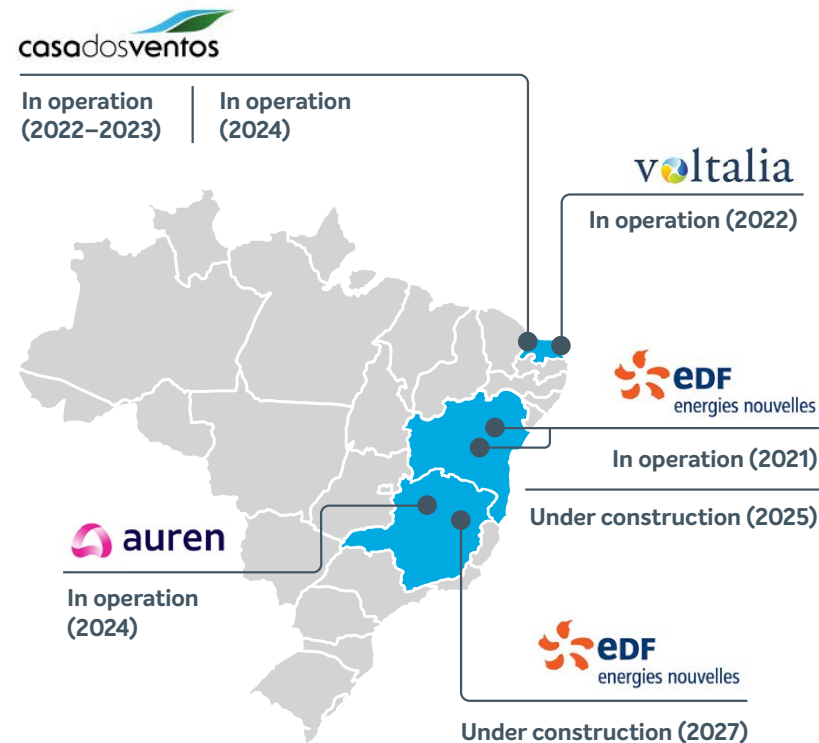 casadosventos
In operation
(2022–2023)
In operation
(2024)
voltalia
In operation (2022)
eDF
energies nouvelles
In operation (2021)
Under construction (2025)
auren
In operation
(2024)
eDF
energies nouvelles
Under construction (2027)